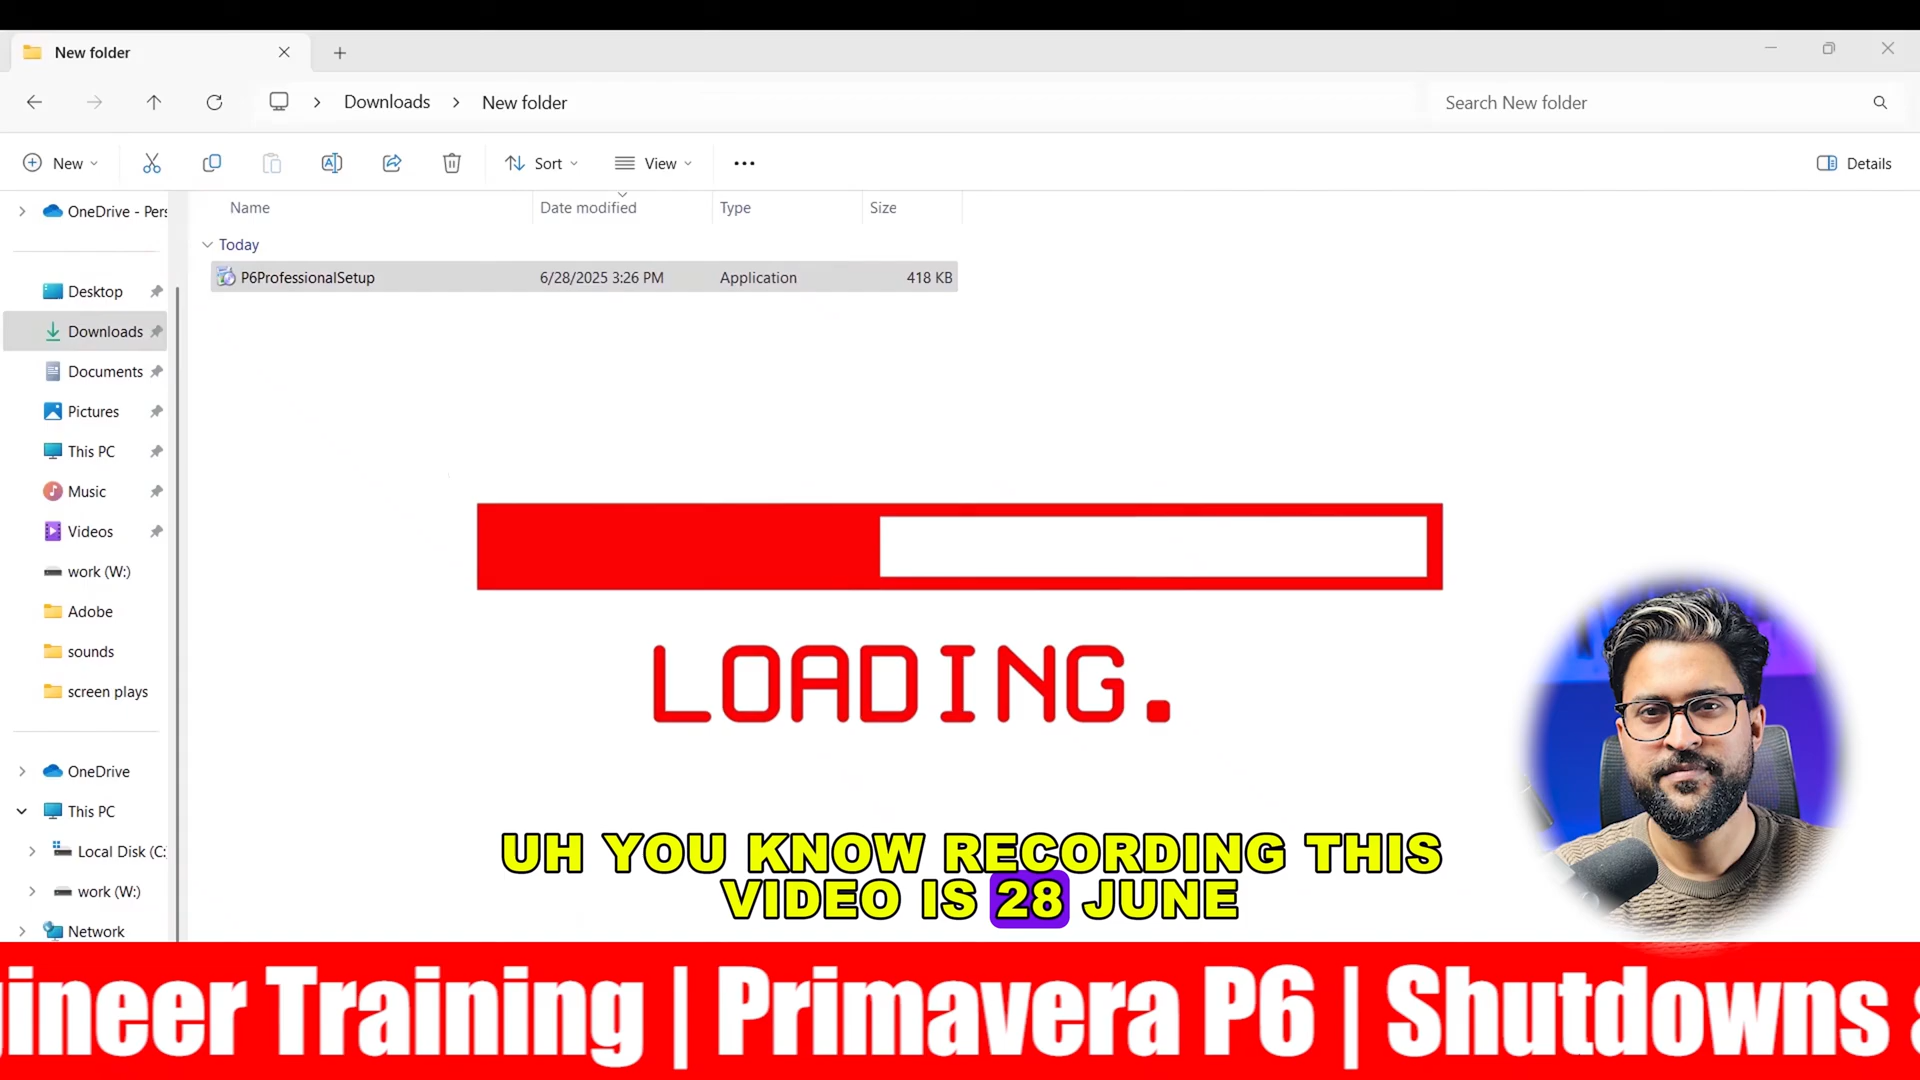 New folder
Downloads
New folder
Search New folder
New
Sort
View
Details
Name
Date modified
Type
Size
OneDrive - Pers
Today
P6ProfessionalSetup
6/28/2025 3:26 PM
Application
418 KB
Desktop
Downloads
Documents
Pictures
This PC
Music
Videos
work (W:)
Adobe
sounds
screen plays
OneDrive
This PC
Local Disk (C:
work (W:)
Network
LOADING.
UH YOU KNOW RECORDING THIS
VIDEO IS 28 JUNE
gineer Training | Primavera P6 | Shutdowns